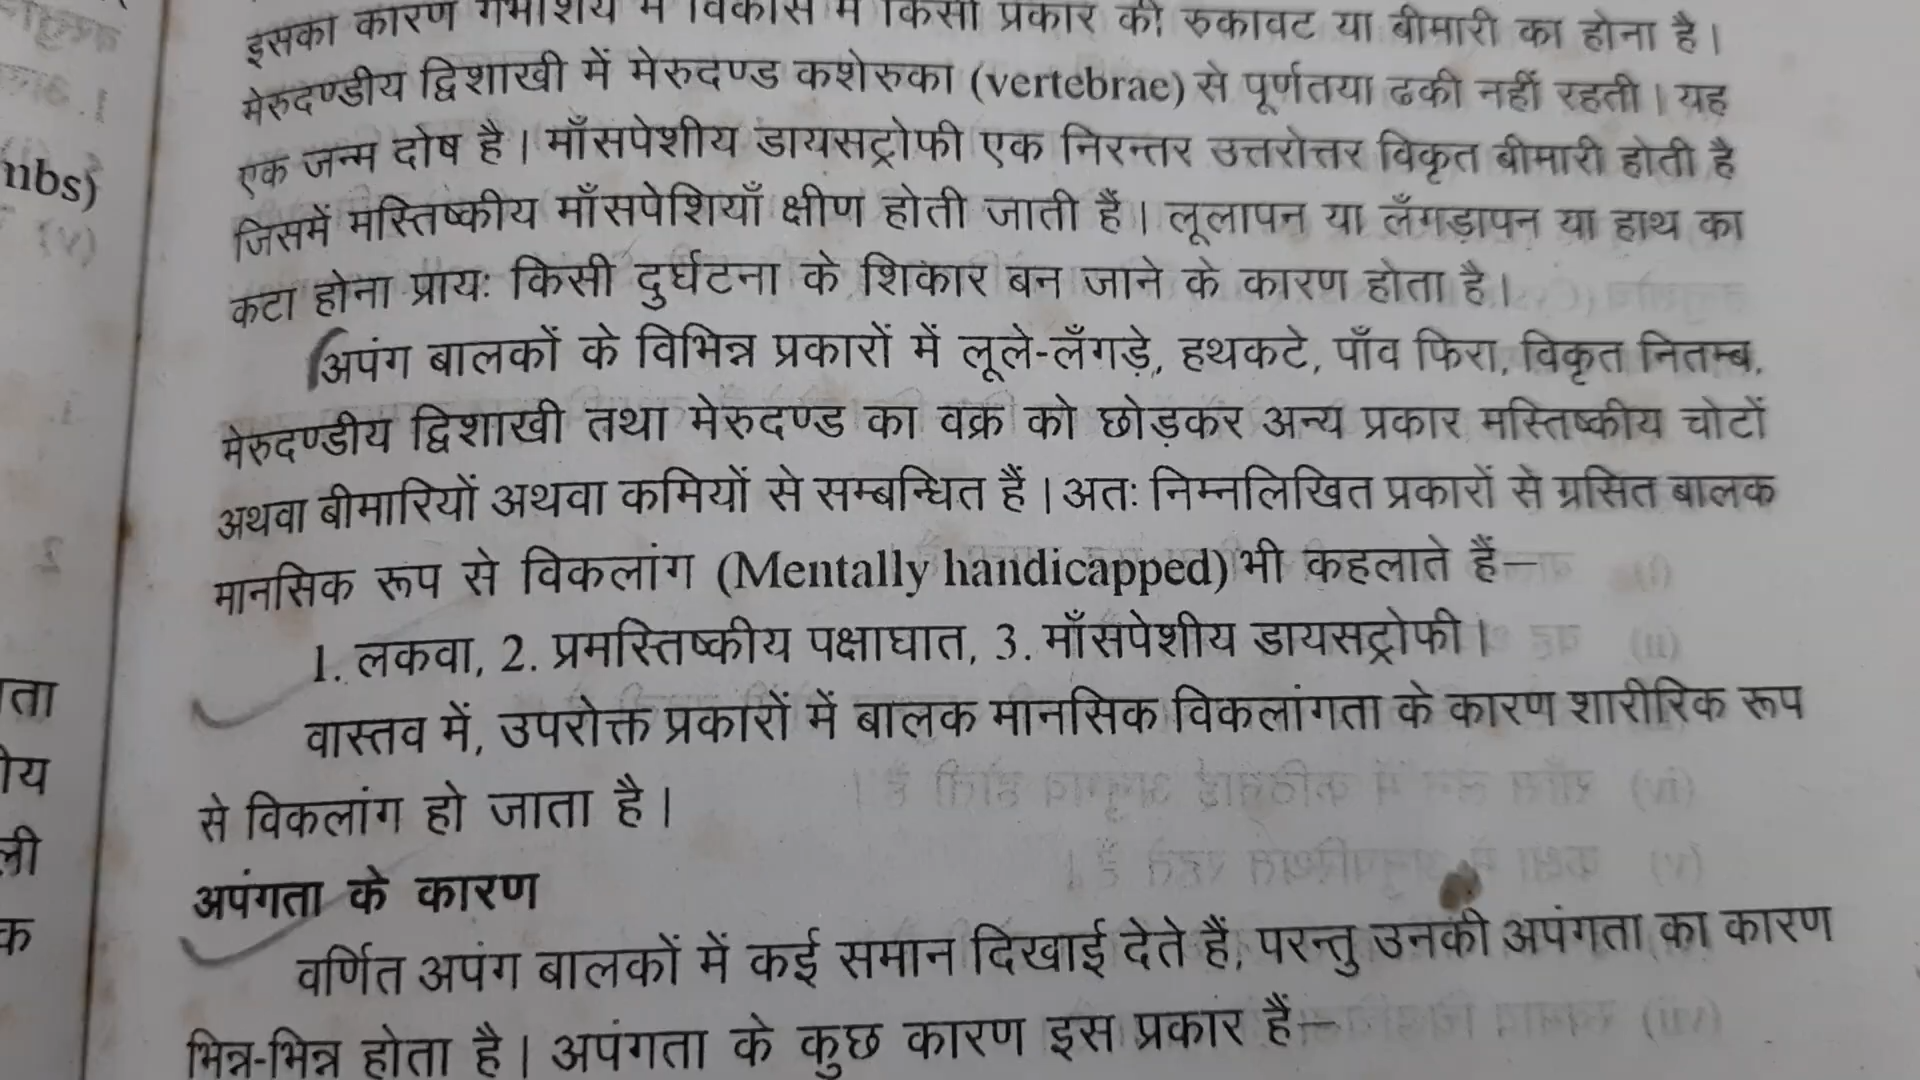 इसका कारण गर्भाशय में विकास में किसी प्रकार की रुकावट या बीमारी का होना है।
मेरुदण्डीय द्विशाखी में मेरुदण्ड कशेरुका (vertebrae) से पूर्णतया ढकी नहीं रहती। यह
एक जन्म दोष है। माँसपेशीय डायसट्रोफी एक निरन्तर उत्तरोत्तर विकृत बीमारी होती है
जिसमें मस्तिष्कीय माँसपेशियाँ क्षीण होती जाती हैं। लूलापन या लँगड़ापन या हाथ का
कटा होना प्रायः किसी दुर्घटना के शिकार बन जाने के कारण होता है।
अपंग बालकों के विभिन्न प्रकारों में लूले-लँगड़े, हथकटे, पाँव फिरा, विकृत नितम्ब,
मेरुदण्डीय द्विशाखी तथा मेरुदण्ड का वक्र को छोड़कर अन्य प्रकार मस्तिष्कीय चोटों
अथवा बीमारियों अथवा कमियों से सम्बन्धित हैं। अतः निम्नलिखित प्रकारों से ग्रसित बालक
मानसिक रूप से विकलांग (Mentally handicapped) भी कहलाते हैं—
1. लकवा, 2. प्रमस्तिष्कीय पक्षाघात, 3. माँसपेशीय डायसट्रोफी।
वास्तव में, उपरोक्त प्रकारों में बालक मानसिक विकलांगता के कारण शारीरिक रूप
से विकलांग हो जाता है।
अपंगता के कारण
वर्णित अपंग बालकों में कई समान दिखाई देते हैं, परन्तु उनकी अपंगता का कारण
भिन्न-भिन्न होता है। अपंगता के कुछ कारण इस प्रकार हैं—